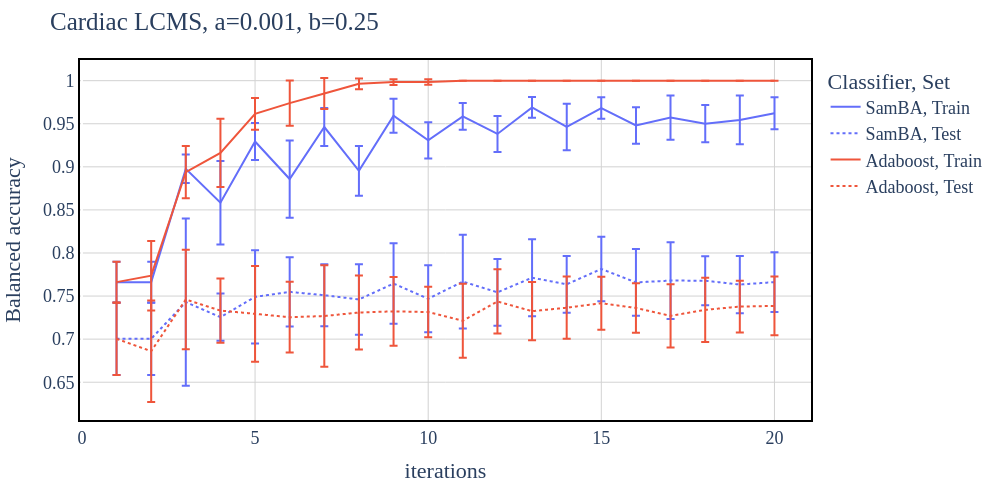 Cardiac LCMS, a=0.001, b=0.25
Balanced accuracy
1
0.95
0.9
0.85
0.8
0.75
0.7
0.65
0 5 10 15 20
iterations
Classifier, Set
SamBA, Train
SamBA, Test
Adaboost, Train
Adaboost, Test